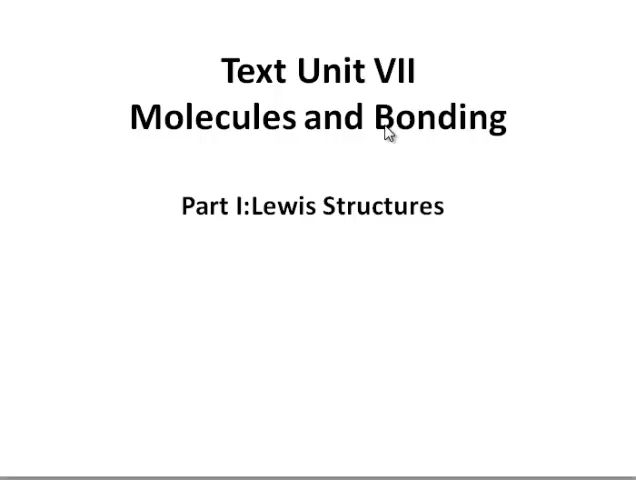 Text Unit VII
Molecules and Bonding
Part I:Lewis Structures